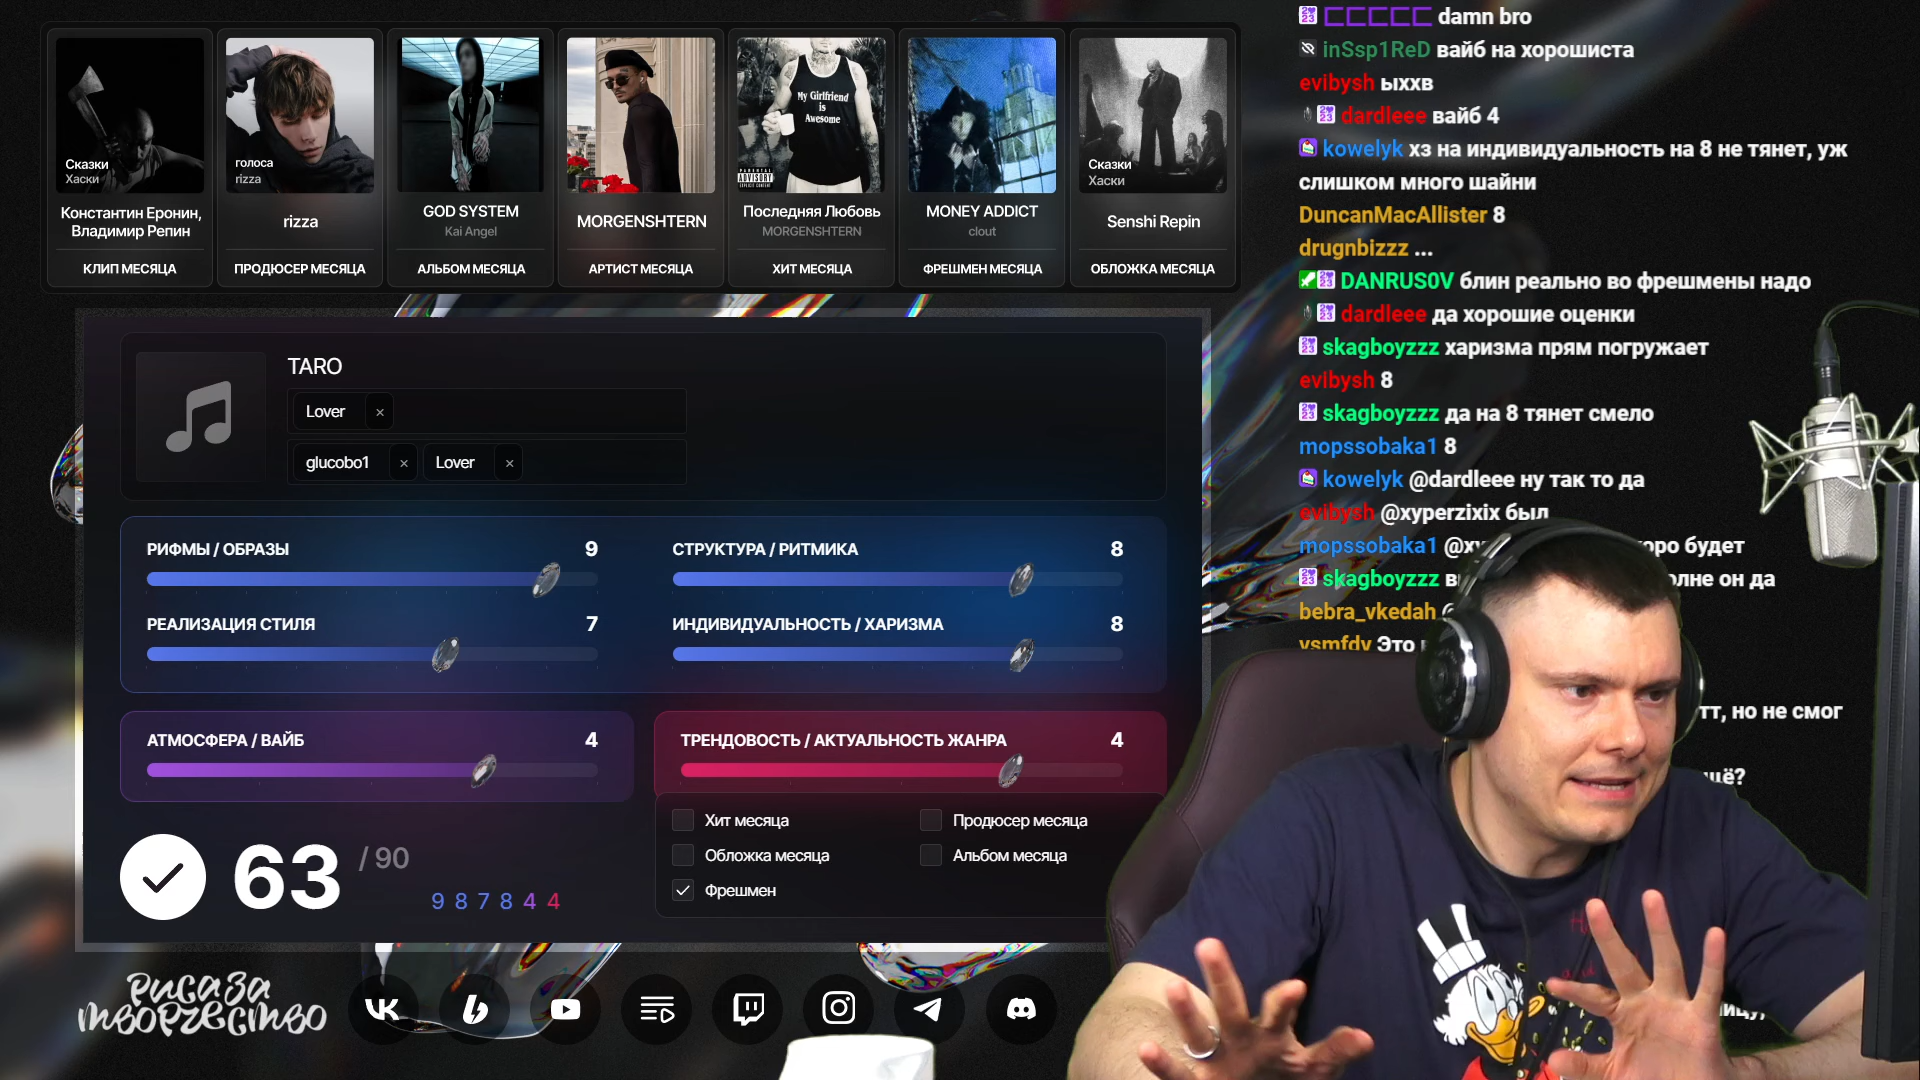 Сказки
Хаски
Константин Еронин,
Владимир Репин
КЛИП МЕСЯЦА
голоса
rizza
rizza
ПРОДЮСЕР МЕСЯЦА
GOD SYSTEM
Kai Angel
АЛЬБОМ МЕСЯЦА
MORGENSHTERN
АРТИСТ МЕСЯЦА
My Girlfriend
is
Awesome
Последняя Любовь
MORGENSHTERN
ХИТ МЕСЯЦА
MONEY ADDICT
clout
ФРЕШМЕН МЕСЯЦА
Сказки
Хаски
Senshi Repin
ОБЛОЖКА МЕСЯЦА
TARO
Lover ×
glucobo1 × Lover ×
РИФМЫ / ОБРАЗЫ 9
СТРУКТУРА / РИТМИКА 8
РЕАЛИЗАЦИЯ СТИЛЯ 7
ИНДИВИДУАЛЬНОСТЬ / ХАРИЗМА 8
АТМОСФЕРА / ВАЙБ 4
ТРЕНДОВОСТЬ / АКТУАЛЬНОСТЬ ЖАНРА 4
63 / 90
9 8 7 8 4 4
Хит месяца
Продюсер месяца
Обложка месяца
Альбом месяца
Фрешмен
РИСАЗА
ТВОРЧЕСТВО
damn bro
inSsp1ReD вайб на хорошиста
evibysh ыххв
dardleee вайб 4
kowelyk хз на индивидуальность на 8 не тянет, уж
слишком много шайни
DuncanMacAllister 8
drugnbizzz ...
DANRUS0V блин реально во фрешмены надо
dardleee да хорошие оценки
skagboyzzz харизма прям погружает
evibysh 8
skagboyzzz да на 8 тянет смело
mopssobaka1 8
kowelyk @dardleee ну так то да
evibysh @xyperzixix был
mopssobaka1 будет
skagboyzzz он да
bebra_vkedah
vsmfdv Это
но не смог